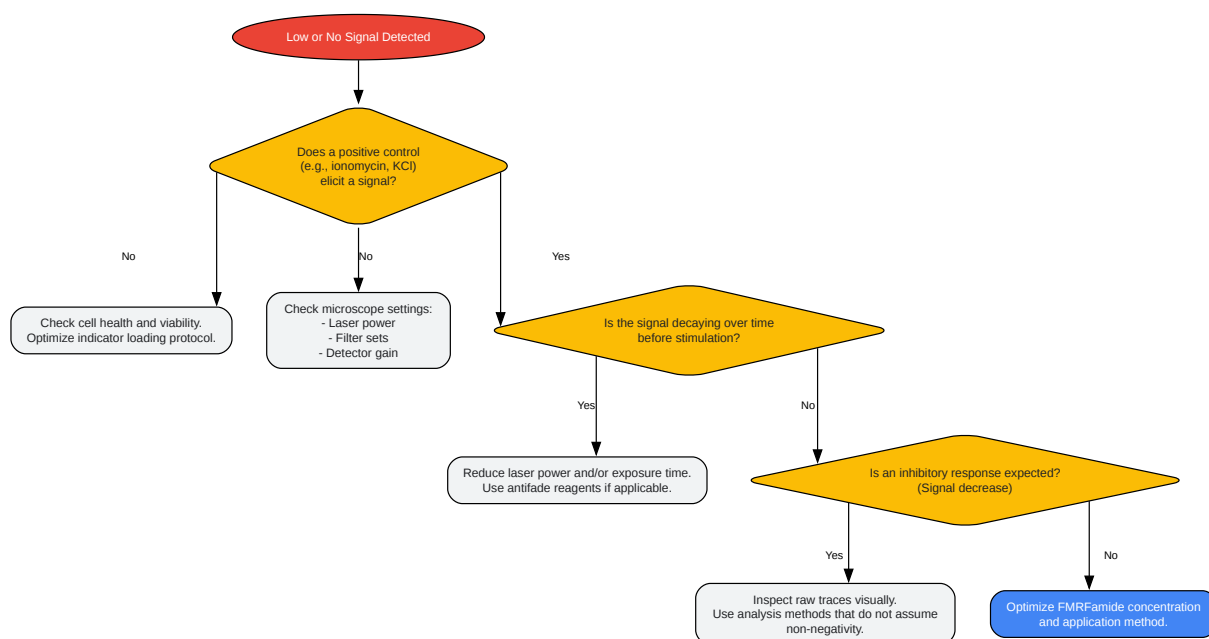 Low or No Signal Detected
Does a positive control
(e.g., ionomycin, KCl)
elicit a signal?
No
No
Yes
Check cell health and viability.
Optimize indicator loading protocol.
Check microscope settings:
- Laser power
- Filter sets
- Detector gain
Is the signal decaying over time
before stimulation?
Yes
No
Reduce laser power and/or exposure time.
Use antifade reagents if applicable.
Is an inhibitory response expected?
(Signal decrease)
Yes
No
Inspect raw traces visually.
Use analysis methods that do not assume
non-negativity.
Optimize FMRFamide concentration
and application method.